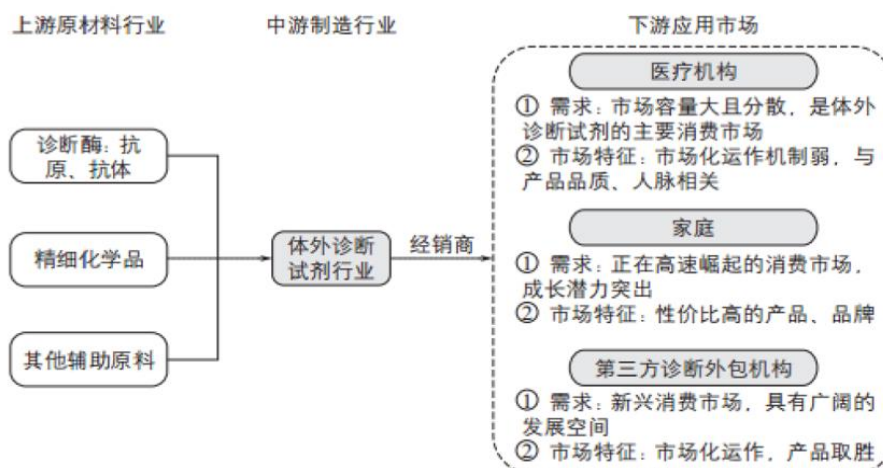 上游原材料行业
中游制造行业
下游应用市场
诊断酶：抗
原、抗体
精细化学品
其他辅助原料
体外诊断
试剂行业
经销商
医疗机构
① 需求：市场容量大且分散，是体外
诊断试剂的主要消费市场
② 市场特征：市场化运作机制弱，与
产品品质、人脉相关
家庭
① 需求：正在高速崛起的消费市场，
成长潜力突出
② 市场特征：性价比高的产品、品牌
第三方诊断外包机构
① 需求：新兴消费市场，具有广阔的
发展空间
② 市场特征：市场化运作，产品取胜